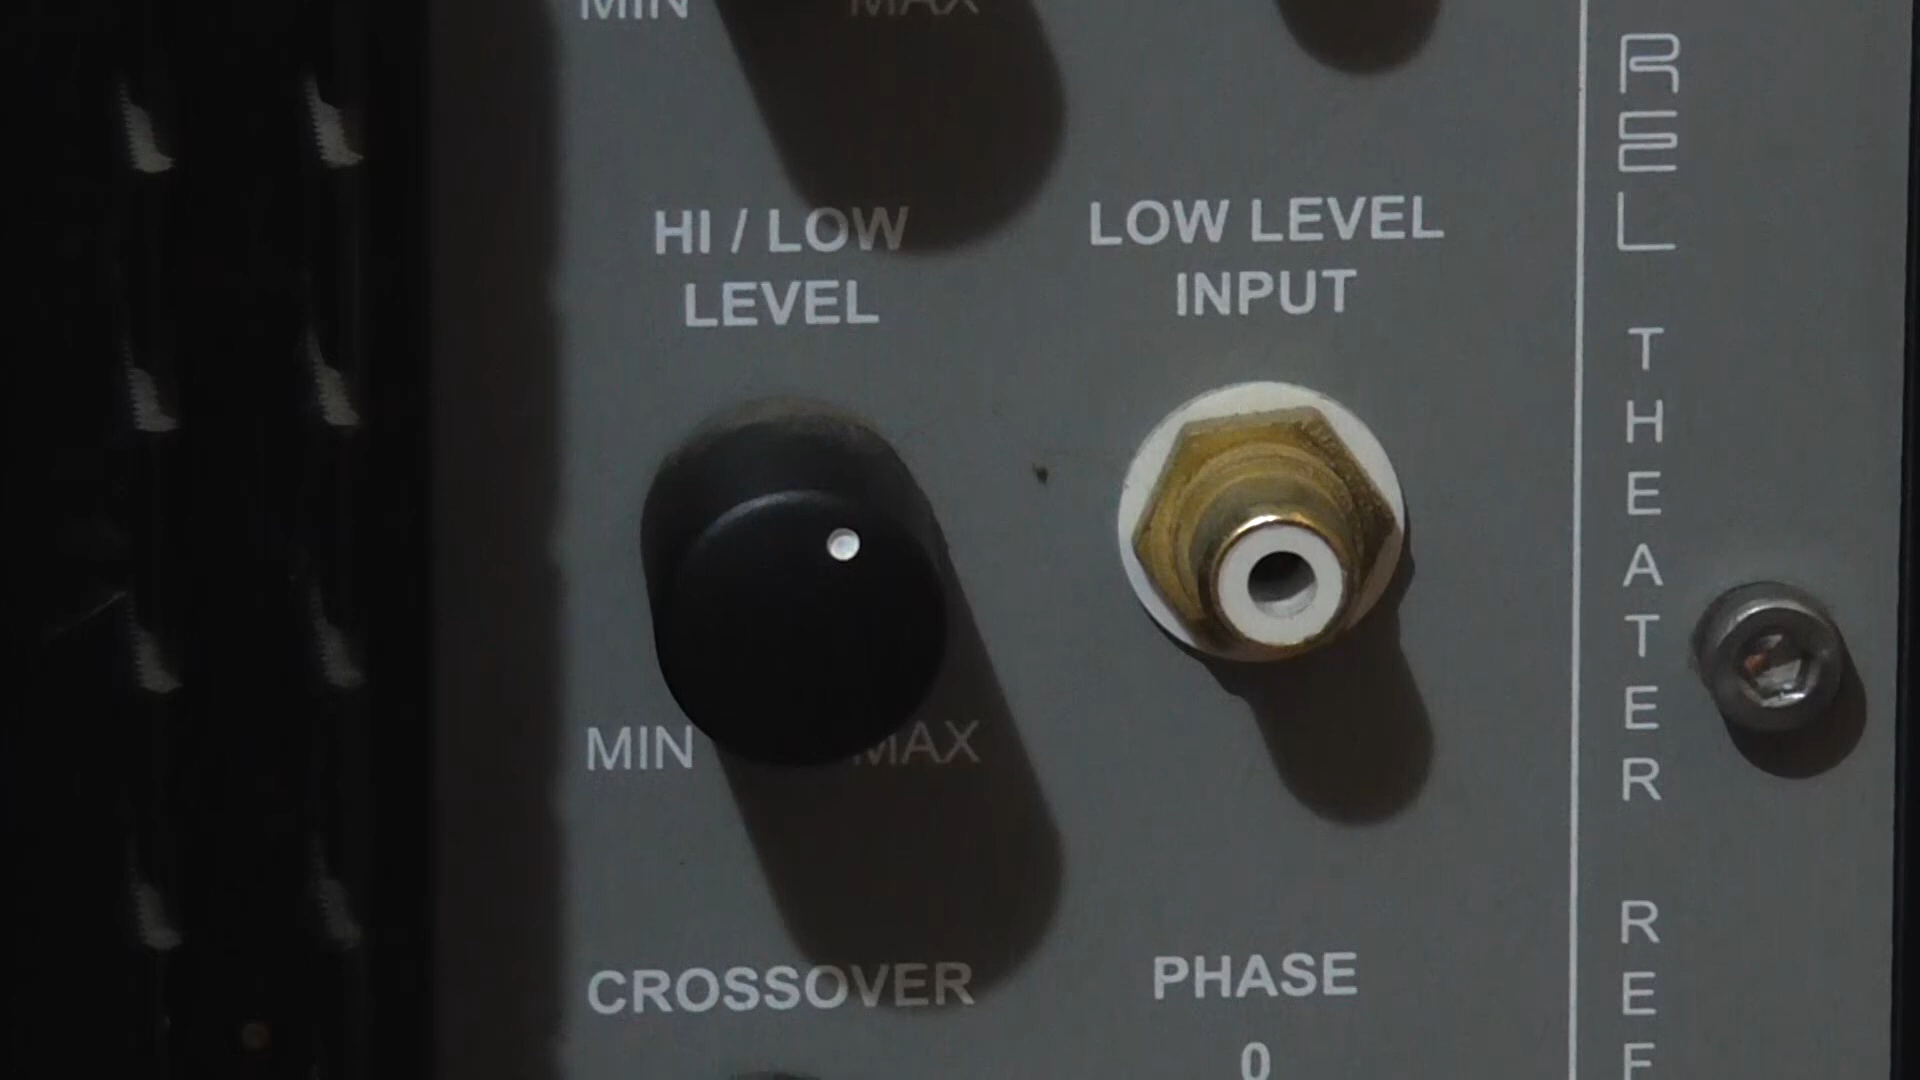 MIN MAX
HI / LOW
LEVEL
LOW LEVEL
INPUT
MIN MAX
CROSSOVER
PHASE
0
REL THEATER REF